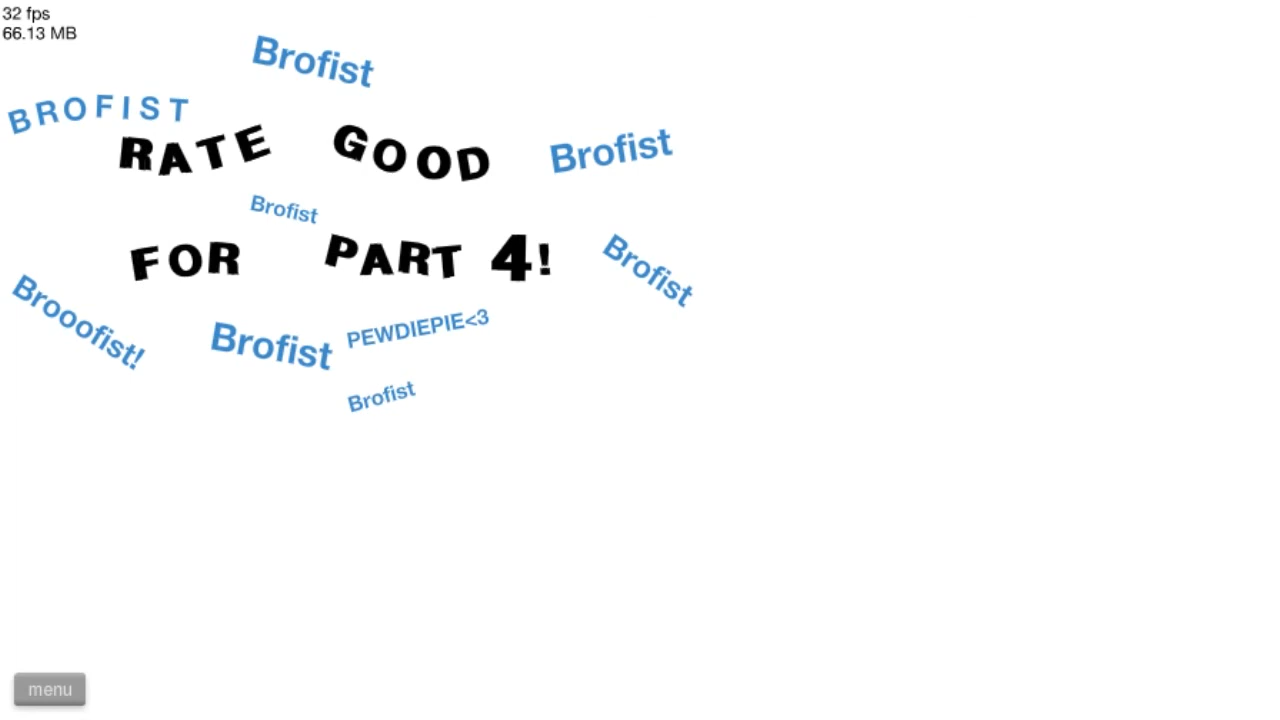 32 fps
66.13 MB
Brofist
BROFIST
RATE GOOD
Brofist
Brofist
FOR PART 4!
Brofist
Brooofist!
Brofist
PEWDIEPIE<3
Brofist
menu